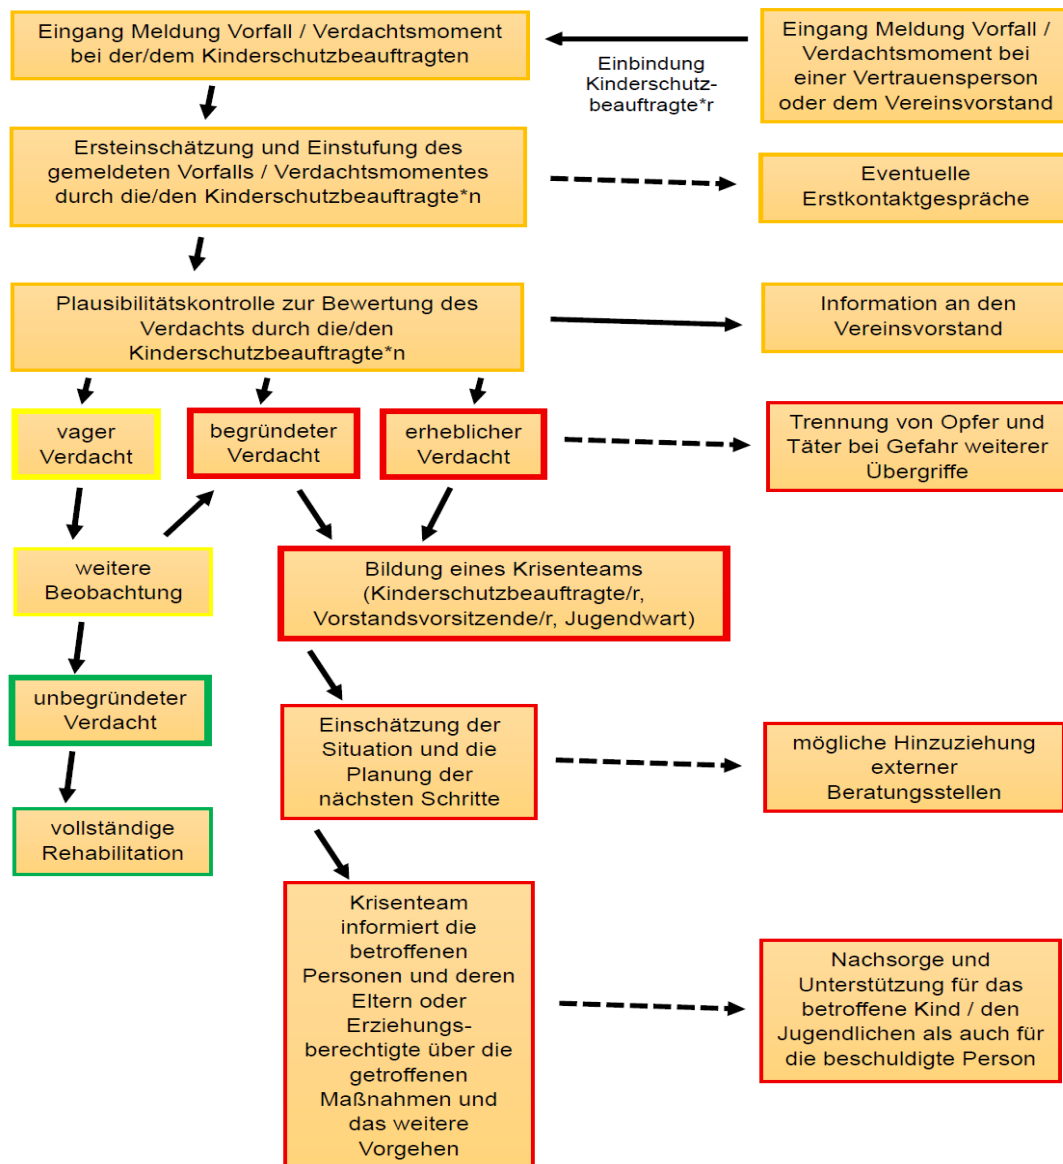 Eingang Meldung Vorfall / Verdachtsmoment
bei der/dem Kinderschutzbeauftragten
Einbindung
Kinderschutz-
beauftragte*r
Eingang Meldung Vorfall /
Verdachtsmoment bei
einer Vertrauensperson
oder dem Vereinsvorstand
Ersteinschätzung und Einstufung des
gemeldeten Vorfalls / Verdachtsmomentes
durch die/den Kinderschutzbeauftragte*n
Eventuelle
Erstkontaktgespräche
Plausibilitätskontrolle zur Bewertung des
Verdachts durch die/den
Kinderschutzbeauftragte*n
Information an den
Vereinsvorstand
vager
Verdacht
begründeter
Verdacht
erheblicher
Verdacht
Trennung von Opfer und
Täter bei Gefahr weiterer
Übergriffe
weitere
Beobachtung
Bildung eines Krisenteams
(Kinderschutzbeauftragte/r,
Vorstandsvorsitzende/r, Jugendwart)
unbegründeter
Verdacht
Einschätzung der
Situation und die
Planung der
nächsten Schritte
mögliche Hinzuziehung
externer
Beratungsstellen
vollständige
Rehabilitation
Krisenteam
informiert die
betroffenen
Personen und deren
Eltern oder
Erziehungs-
berechtigte über die
getroffenen
Maßnahmen und
das weitere
Vorgehen
Nachsorge und
Unterstützung für das
betroffene Kind / den
Jugendlichen als auch für
die beschuldigte Person